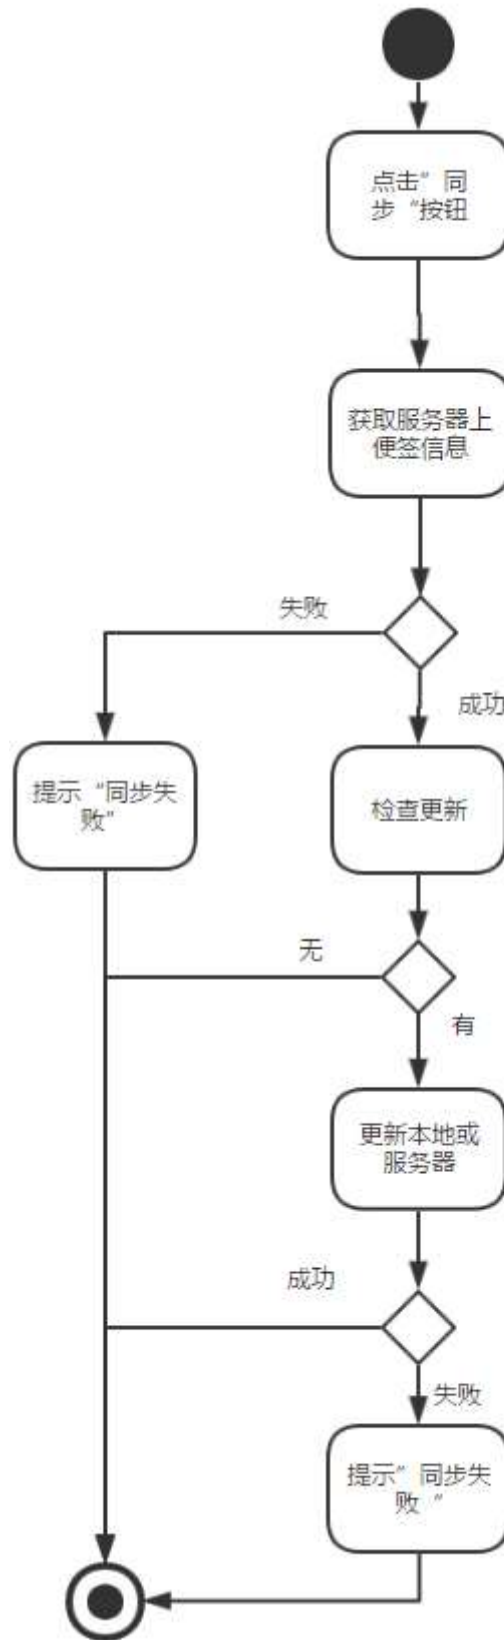 点击”同
步“按钮
获取服务器上
便签信息
失败
成功
提示“同步失
败”
检查更新
无
有
更新本地或
服务器
成功
失败
提示”同步失
败“